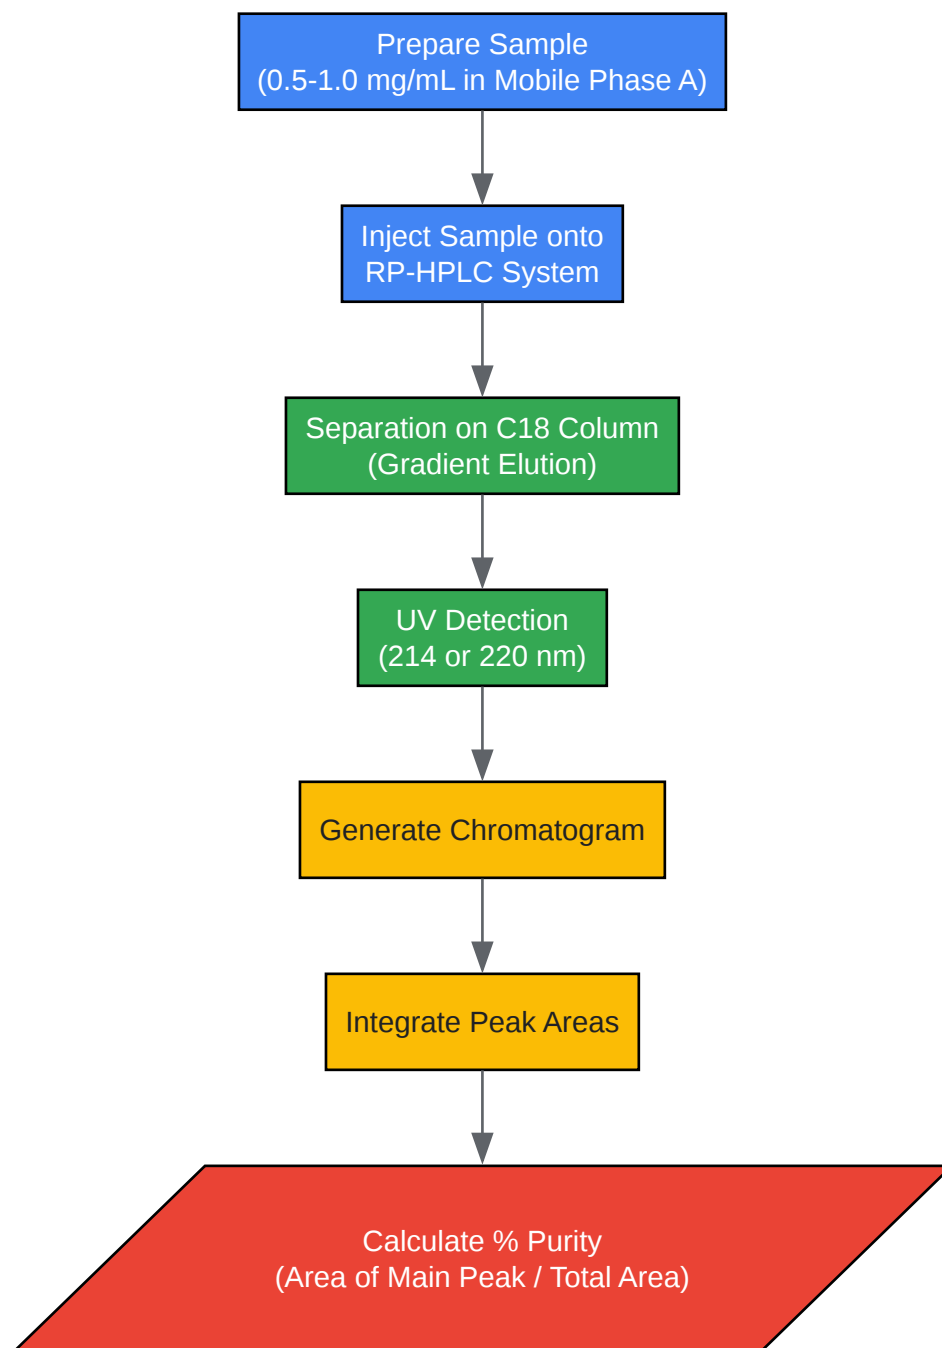 Prepare Sample
(0.5-1.0 mg/mL in Mobile Phase A)
Inject Sample onto
RP-HPLC System
Separation on C18 Column
(Gradient Elution)
UV Detection
(214 or 220 nm)
Generate Chromatogram
Integrate Peak Areas
Calculate % Purity
(Area of Main Peak / Total Area)